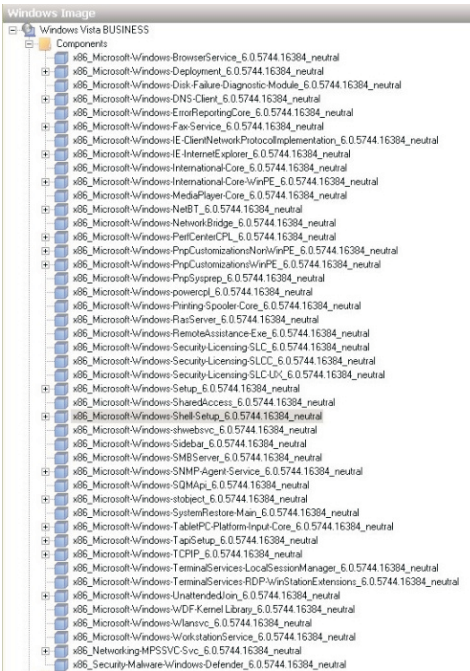 Windows Image
Windows Vista BUSINESS
Components
x86_Microsoft-Windows-BrowserService_6.0.5744.16384_neutral
x86_Microsoft-Windows-Deployment_6.0.5744.16384_neutral
x86_Microsoft-Windows-Disk-Failure-Diagnostic-Module_6.0.5744.16384_neutral
x86_Microsoft-Windows-DNS-Client_6.0.5744.16384_neutral
x86_Microsoft-Windows-ErrorReportingCore_6.0.5744.16384_neutral
x86_Microsoft-Windows-Fax-Service_6.0.5744.16384_neutral
x86_Microsoft-Windows-IE-ClientNetworkProtocolImplementation_6.0.5744.16384_neutral
x86_Microsoft-Windows-IE-InternetExplorer_6.0.5744.16384_neutral
x86_Microsoft-Windows-International-Core_6.0.5744.16384_neutral
x86_Microsoft-Windows-International-Core-WinPE_6.0.5744.16384_neutral
x86_Microsoft-Windows-MediaPlayer-Core_6.0.5744.16384_neutral
x86_Microsoft-Windows-NetBT_6.0.5744.16384_neutral
x86_Microsoft-Windows-NetworkBridge_6.0.5744.16384_neutral
x86_Microsoft-Windows-PerfCenterCPL_6.0.5744.16384_neutral
x86_Microsoft-Windows-PnpCustomizationsNonWinPE_6.0.5744.16384_neutral
x86_Microsoft-Windows-PnpCustomizationsWinPE_6.0.5744.16384_neutral
x86_Microsoft-Windows-PnpSysprep_6.0.5744.16384_neutral
x86_Microsoft-Windows-powercpl_6.0.5744.16384_neutral
x86_Microsoft-Windows-Printing-Spooler-Core_6.0.5744.16384_neutral
x86_Microsoft-Windows-RasServer_6.0.5744.16384_neutral
x86_Microsoft-Windows-RemoteAssistance-Exe_6.0.5744.16384_neutral
x86_Microsoft-Windows-Security-Licensing-SLC_6.0.5744.16384_neutral
x86_Microsoft-Windows-Security-Licensing-SLCC_6.0.5744.16384_neutral
x86_Microsoft-Windows-Security-Licensing-SLC-UX_6.0.5744.16384_neutral
x86_Microsoft-Windows-Setup_6.0.5744.16384_neutral
x86_Microsoft-Windows-SharedAccess_6.0.5744.16384_neutral
x86_Microsoft-Windows-Shell-Setup_6.0.5744.16384_neutral
x86_Microsoft-Windows-shwebsvc_6.0.5744.16384_neutral
x86_Microsoft-Windows-Sidebar_6.0.5744.16384_neutral
x86_Microsoft-Windows-SMBServer_6.0.5744.16384_neutral
x86_Microsoft-Windows-SNMP-Agent-Service_6.0.5744.16384_neutral
x86_Microsoft-Windows-SQMApi_6.0.5744.16384_neutral
x86_Microsoft-Windows-stobject_6.0.5744.16384_neutral
x86_Microsoft-Windows-SystemRestore-Main_6.0.5744.16384_neutral
x86_Microsoft-Windows-TabletPC-Platform-Input-Core_6.0.5744.16384_neutral
x86_Microsoft-Windows-TapiSetup_6.0.5744.16384_neutral
x86_Microsoft-Windows-TCPIP_6.0.5744.16384_neutral
x86_Microsoft-Windows-TerminalServices-LocalSessionManager_6.0.5744.16384_neutral
x86_Microsoft-Windows-TerminalServices-RDP-WinStationExtensions_6.0.5744.16384_neutral
x86_Microsoft-Windows-UnattendedJoin_6.0.5744.16384_neutral
x86_Microsoft-Windows-WDF-Kernel Library_6.0.5744.16384_neutral
x86_Microsoft-Windows-Wlansvc_6.0.5744.16384_neutral
x86_Microsoft-Windows-WorkstationService_6.0.5744.16384_neutral
x86_Networking-MPSSVC-Svc_6.0.5744.16384_neutral
x86_Security-Malware-Windows-Defender_6.0.5744.16384_neutral